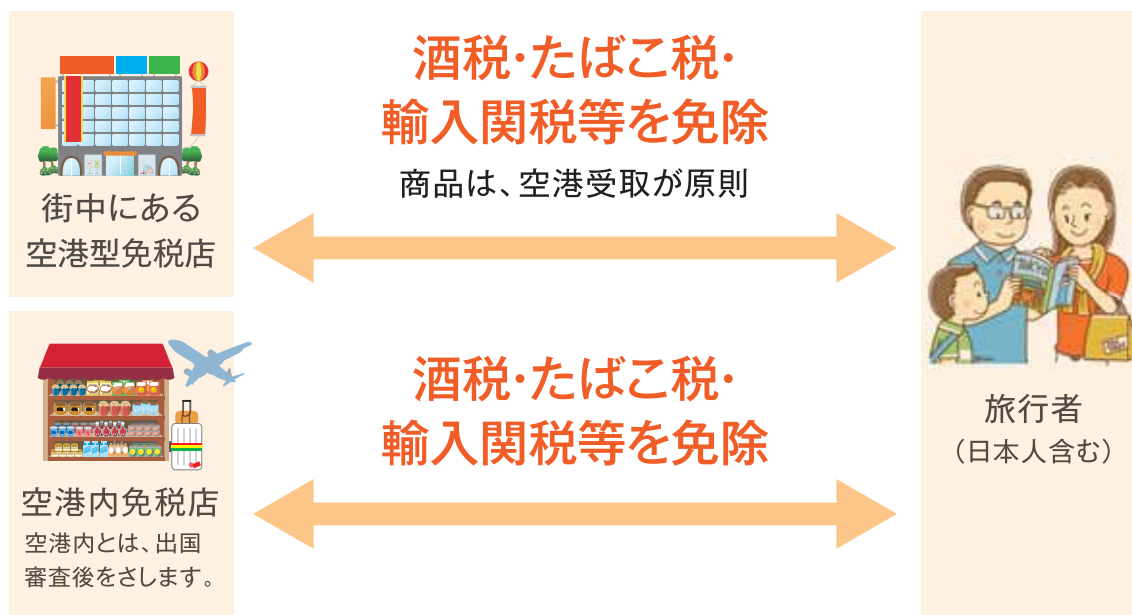 酒税・たばこ税・
輸入関税等を免除
商品は、空港受取が原則
街中にある
空港型免税店
酒税・たばこ税・
輸入関税等を免除
空港内免税店
空港内とは、出国
審査後をさします。
旅行者
（日本人含む）